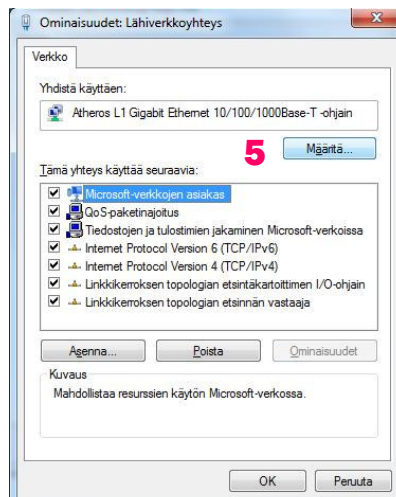 Ominaisuudet: Lähiverkkoyhteys
Verkko
Yhdistä käyttäen:
Atheros L1 Gigabit Ethernet 10/100/1000Base-T -ohjain
5
Määritä...
Tämä yhteys käyttää seuraavia:
Microsoft-verkkojen asiakas
QoS-paketinajoitus
Tiedostojen ja tulostimien jakaminen Microsoft-verkoissa
Internet Protocol Version 6 (TCP/IPv6)
Internet Protocol Version 4 (TCP/IPv4)
Linkkikerroksen topologian etsintäkartoittimen I/O-ohjain
Linkkikerroksen topologian etsinnän vastaaja
Asenna...
Poista
Ominaisuudet
Kuvaus
Mahdollistaa resurssien käytön Microsoft-verkossa.
OK
Peruuta